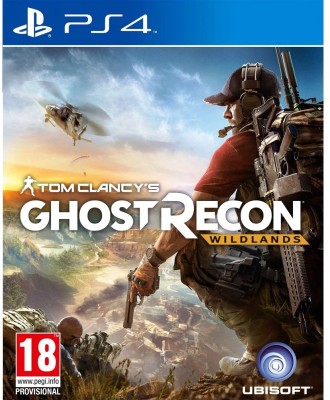 PS4
TOM CLANCY'S
GHOST RECON
WILDLANDS
18
www.pegi.info
PROVISIONAL
UBISOFT